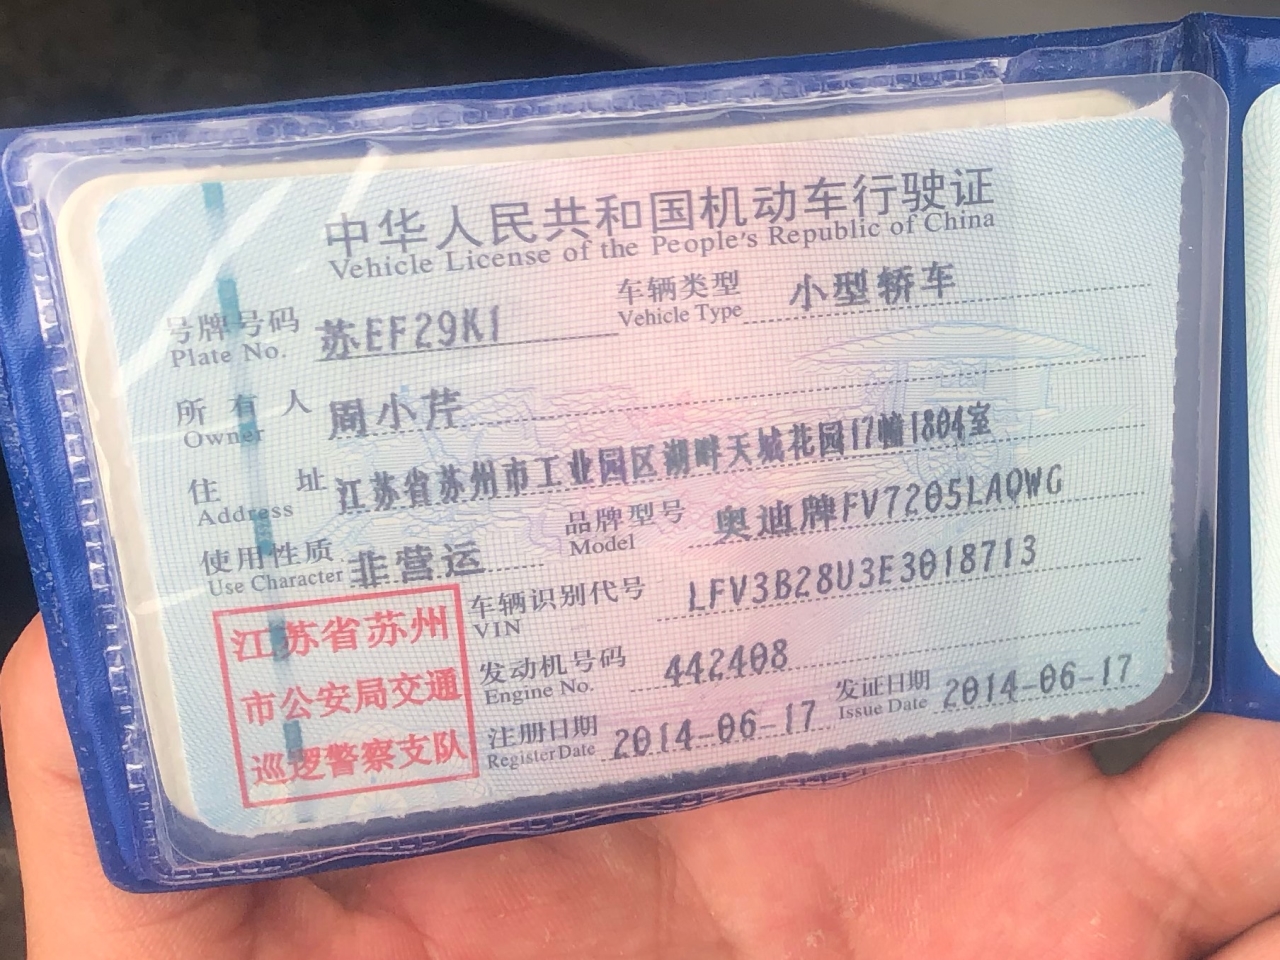 中华人民共和国机动车行驶证
Vehicle License of the People's Republic of China
号牌号码 苏EF29K1 车辆类型 小型轿车
Plate No. Vehicle Type
所有人 周小芹
Owner
住址 江苏省苏州市工业园区湖畔天城花园17幢1804室
Address
使用性质 非营运 品牌型号 奥迪牌FV7205LAQWG
Use Character Model
车辆识别代号 LFV3B28U3E3018713
VIN
发动机号码 442408
Engine No.
注册日期 2014-06-17 发证日期 2014-06-17
Register Date Issue Date
江苏省苏州
市公安局交通
巡逻警察支队